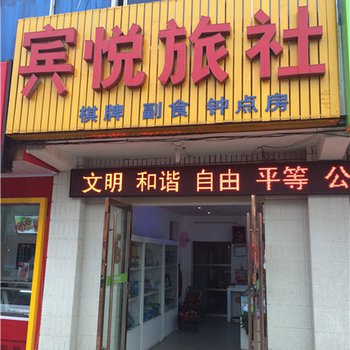 宾悦旅社
棋牌 副食 钟点房
文明 和谐 自由 平等 公